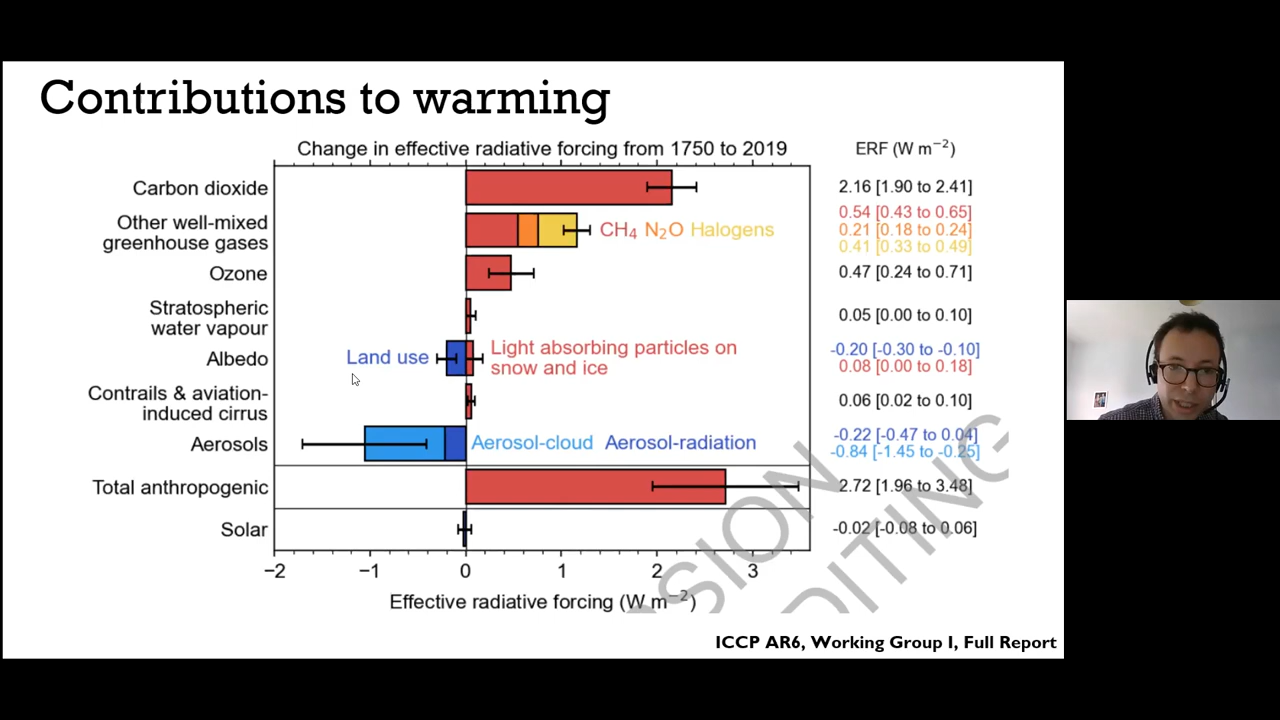 Contributions to warming
Change in effective radiative forcing from 1750 to 2019
ERF (W m⁻²)
Carbon dioxide
2.16 [1.90 to 2.41]
Other well-mixed
greenhouse gases
CH₄ N₂O Halogens
0.54 [0.43 to 0.65]
0.21 [0.18 to 0.24]
0.41 [0.33 to 0.49]
Ozone
0.47 [0.24 to 0.71]
Stratospheric
water vapour
0.05 [0.00 to 0.10]
Albedo
Land use
Light absorbing particles on
snow and ice
-0.20 [-0.30 to -0.10]
0.08 [0.00 to 0.18]
Contrails & aviation-
induced cirrus
0.06 [0.02 to 0.10]
Aerosols
Aerosol-cloud Aerosol-radiation
-0.22 [-0.47 to 0.04]
-0.84 [-1.45 to -0.25]
Total anthropogenic
2.72 [1.96 to 3.48]
Solar
-0.02 [-0.08 to 0.06]
−2 −1 0 1 2 3
Effective radiative forcing (W m⁻²)
SION
DITING
ICCP AR6, Working Group I, Full Report